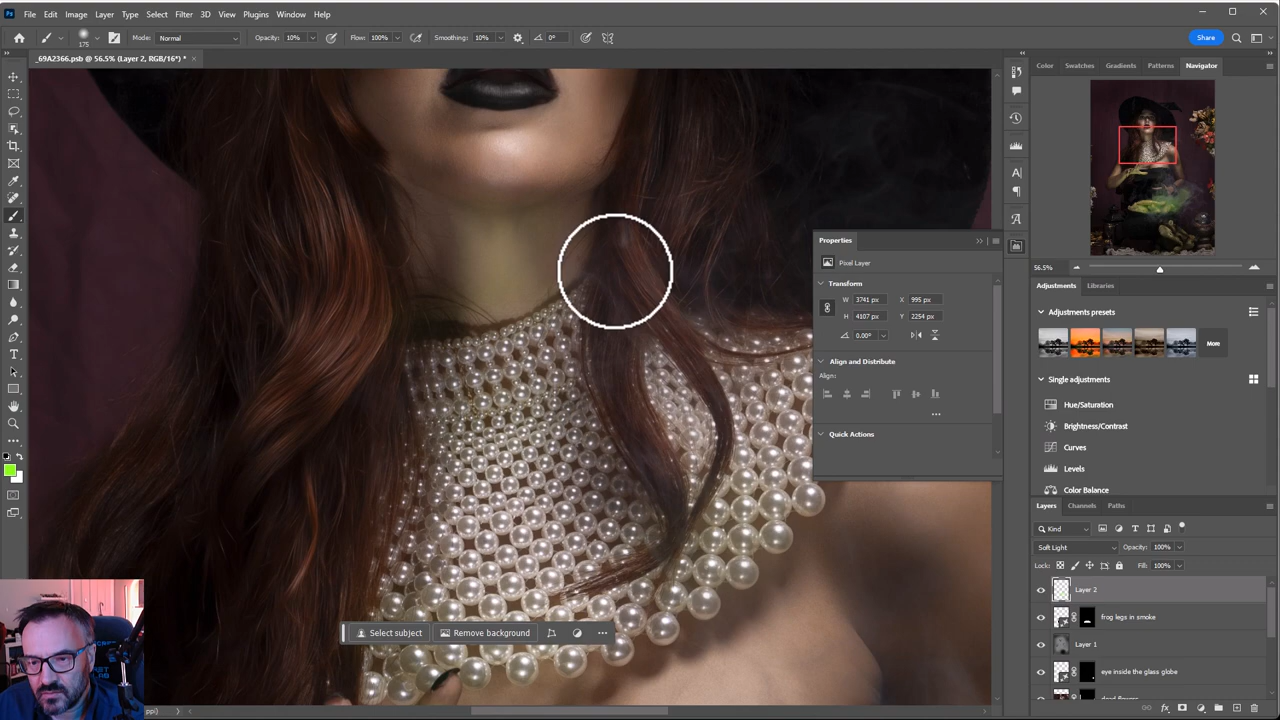 Ps File Edit Image Layer Type Select Filter 3D View Plugins Window Help
175 Mode: Normal Opacity: 10% Flow: 100% Smoothing: 10% 0° Share
_69A2366.psb @ 56.5% (Layer 2, RGB/16*) * ×
Color Swatches Gradients Patterns Navigator
56.5%
Properties
Pixel Layer
Transform
W 3741 px X 995 px
H 4107 px Y 2254 px
0.00°
Align and Distribute
Align:
Quick Actions
Adjustments Libraries
Adjustments presets
More
Single adjustments
Hue/Saturation
Brightness/Contrast
Curves
Levels
Color Balance
Layers Channels Paths
Kind
Soft Light Opacity: 100%
Lock: Fill: 100%
Layer 2
frog legs in smoke
Layer 1
eye inside the glass globe
dead flowers
Select subject Remove background
ppi)